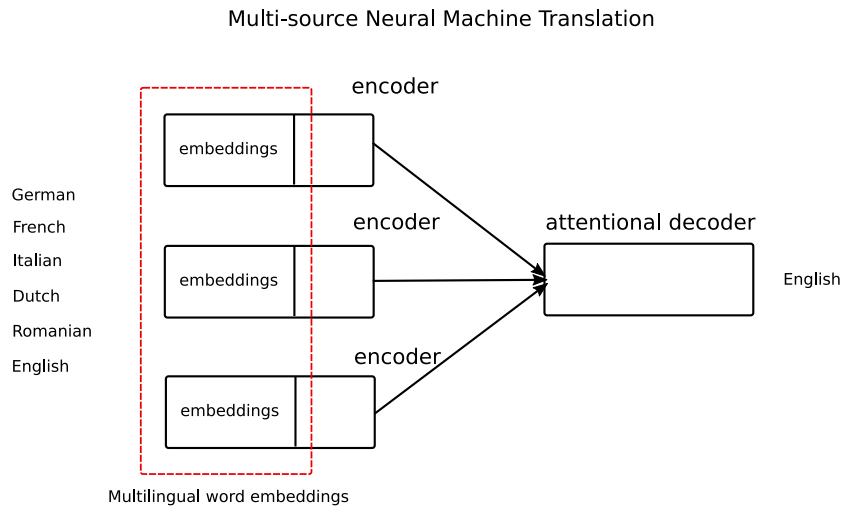 Multi-source Neural Machine Translation
encoder
embeddings
German
French
Italian
Dutch
Romanian
English
encoder
embeddings
encoder
embeddings
attentional decoder
English
Multilingual word embeddings